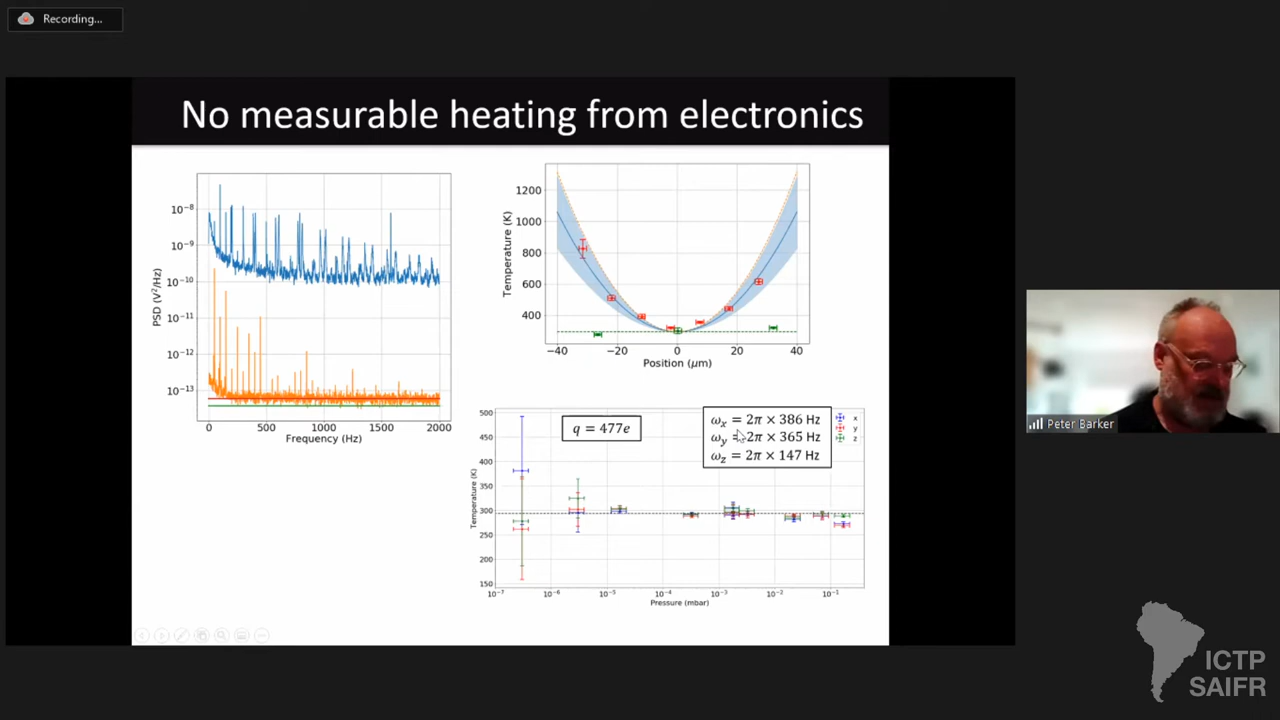 Recording...
No measurable heating from electronics
PSD (V²/Hz)
10⁻⁸
10⁻⁹
10⁻¹⁰
10⁻¹¹
10⁻¹²
10⁻¹³
0 500 1000 1500 2000
Frequency (Hz)
Temperature (K)
1200
1000
800
600
400
−40 −20 0 20 40
Position (μm)
q = 477e
ωₓ = 2π × 386 Hz
ω_y = 2π × 365 Hz
ω_z = 2π × 147 Hz
x
y
z
Temperature (K)
500
450
400
350
300
250
200
150
10⁻⁷ 10⁻⁶ 10⁻⁵ 10⁻⁴ 10⁻³ 10⁻² 10⁻¹
Pressure (mbar)
Peter Barker
ICTP
SAIFR